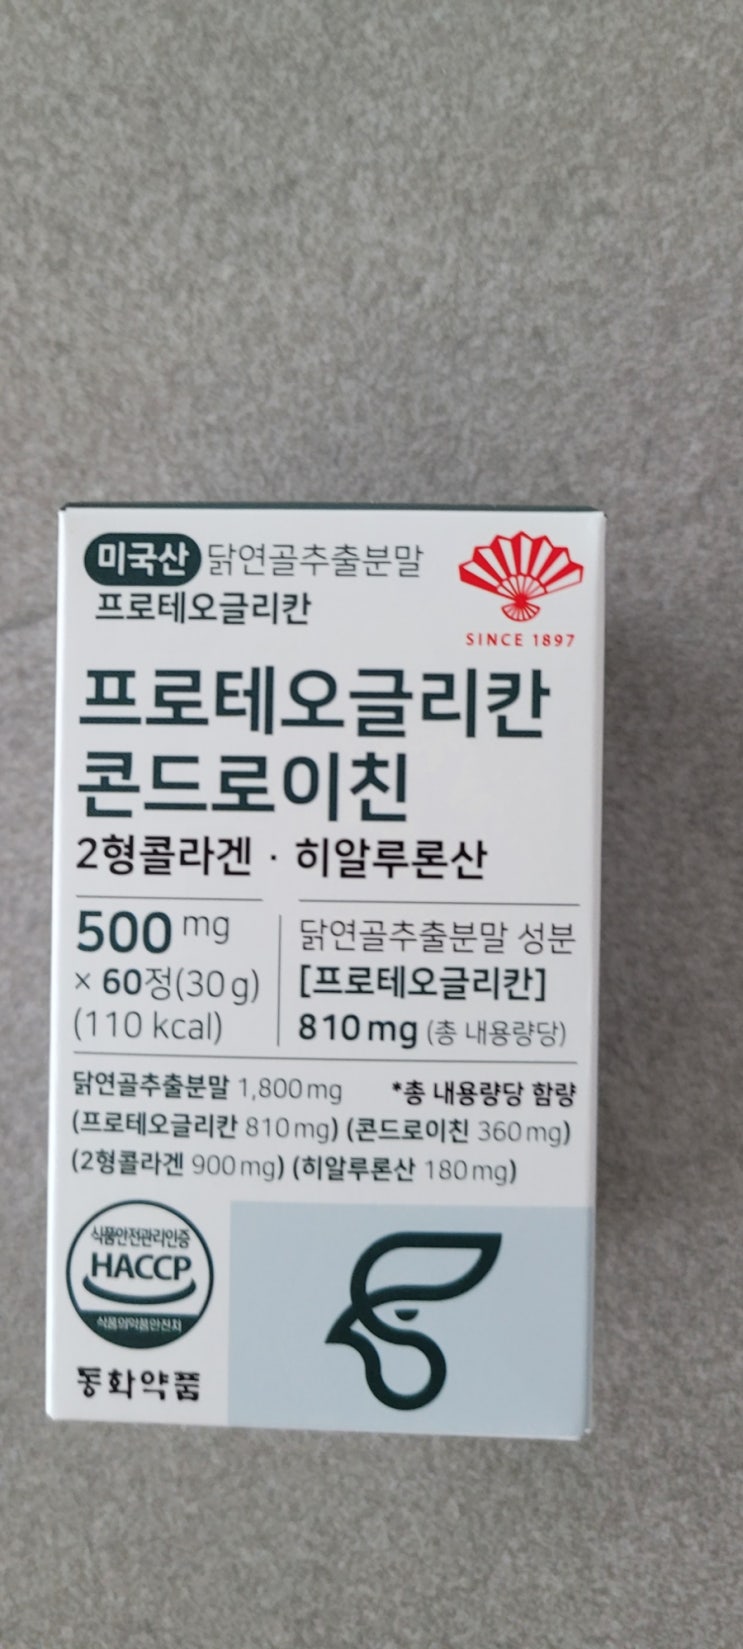 미국산 닭연골추출분말
프로테오글리칸
SINCE 1897
프로테오글리칸
콘드로이친
2형콜라겐 · 히알루론산
500 mg
× 60정(30 g)
(110 kcal)
닭연골추출분말 성분
[프로테오글리칸]
810 mg (총 내용량당)
닭연골추출분말 1,800 mg *총 내용량당 함량
(프로테오글리칸 810 mg) (콘드로이친 360 mg)
(2형콜라겐 900 mg) (히알루론산 180 mg)
식품안전관리인증
HACCP
식품의약품안전처
동화약품